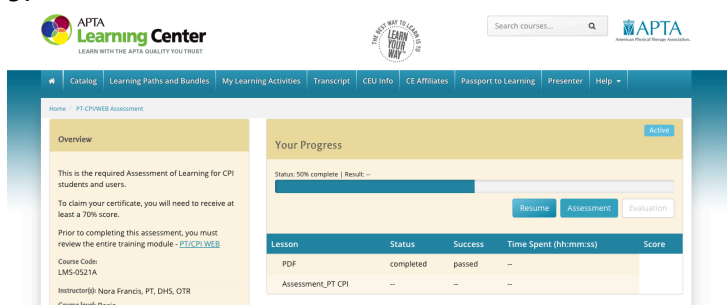 APTA
Learning Center
LEARN WITH THE APTA QUALITY YOU TRUST
THE BEST WAY TO LEARN IS
LEARN
YOUR
WAY™
Search courses...
APTA
American Physical Therapy Association.
Catalog Learning Paths and Bundles My Learning Activities Transcript CEU Info CE Affiliates Passport to Learning Presenter Help
Home / PT-CPI/WEB Assessment
Overview
This is the required Assessment of Learning for CPI
students and users.
To claim your certificate, you will need to receive at
least a 70% score.
Prior to completing this assessment, you must
review the entire training module - PT/CPI WEB
Course Code:
LMS-0521A
Instructor(s): Nora Francis, PT, DHS, OTR
Active
Your Progress
Status: 50% complete | Result: --
Resume Assessment Evaluation
Lesson Status Success Time Spent (hh:mm:ss) Score
PDF completed passed --
Assessment_PT CPI -- -- --